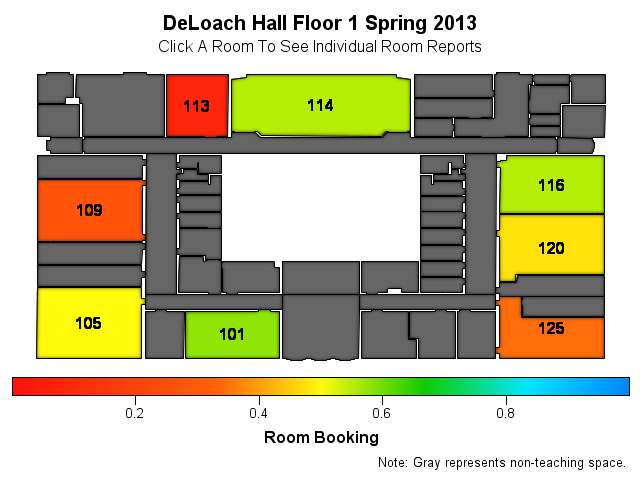 DeLoach Hall Floor 1 Spring 2013
Click A Room To See Individual Room Reports
113
114
109
116
120
105
101
125
0.2 0.4 0.6 0.8
Room Booking
Note: Gray represents non-teaching space.